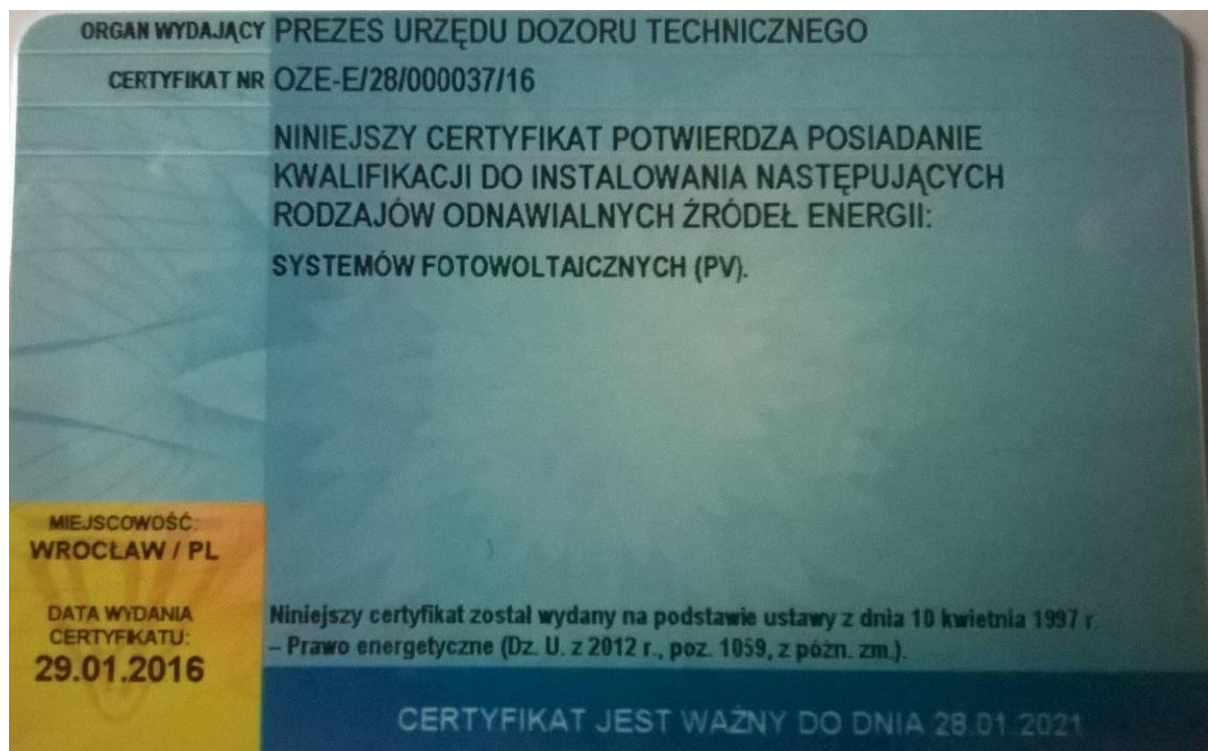 ORGAN WYDAJĄCY PREZES URZĘDU DOZORU TECHNICZNEGO
CERTYFIKAT NR OZE-E/28/000037/16
NINIEJSZY CERTYFIKAT POTWIERDZA POSIADANIE
KWALIFIKACJI DO INSTALOWANIA NASTĘPUJĄCYCH
RODZAJÓW ODNAWIALNYCH ŹRÓDEŁ ENERGII:
SYSTEMÓW FOTOWOLTAICZNYCH (PV).
MIEJSCOWOŚĆ:
WROCŁAW / PL
DATA WYDANIA
CERTYFIKATU:
29.01.2016
Niniejszy certyfikat został wydany na podstawie ustawy z dnia 10 kwietnia 1997 r.
– Prawo energetyczne (Dz. U. z 2012 r., poz. 1059, z późn. zm.).
CERTYFIKAT JEST WAŻNY DO DNIA 28.01.2021